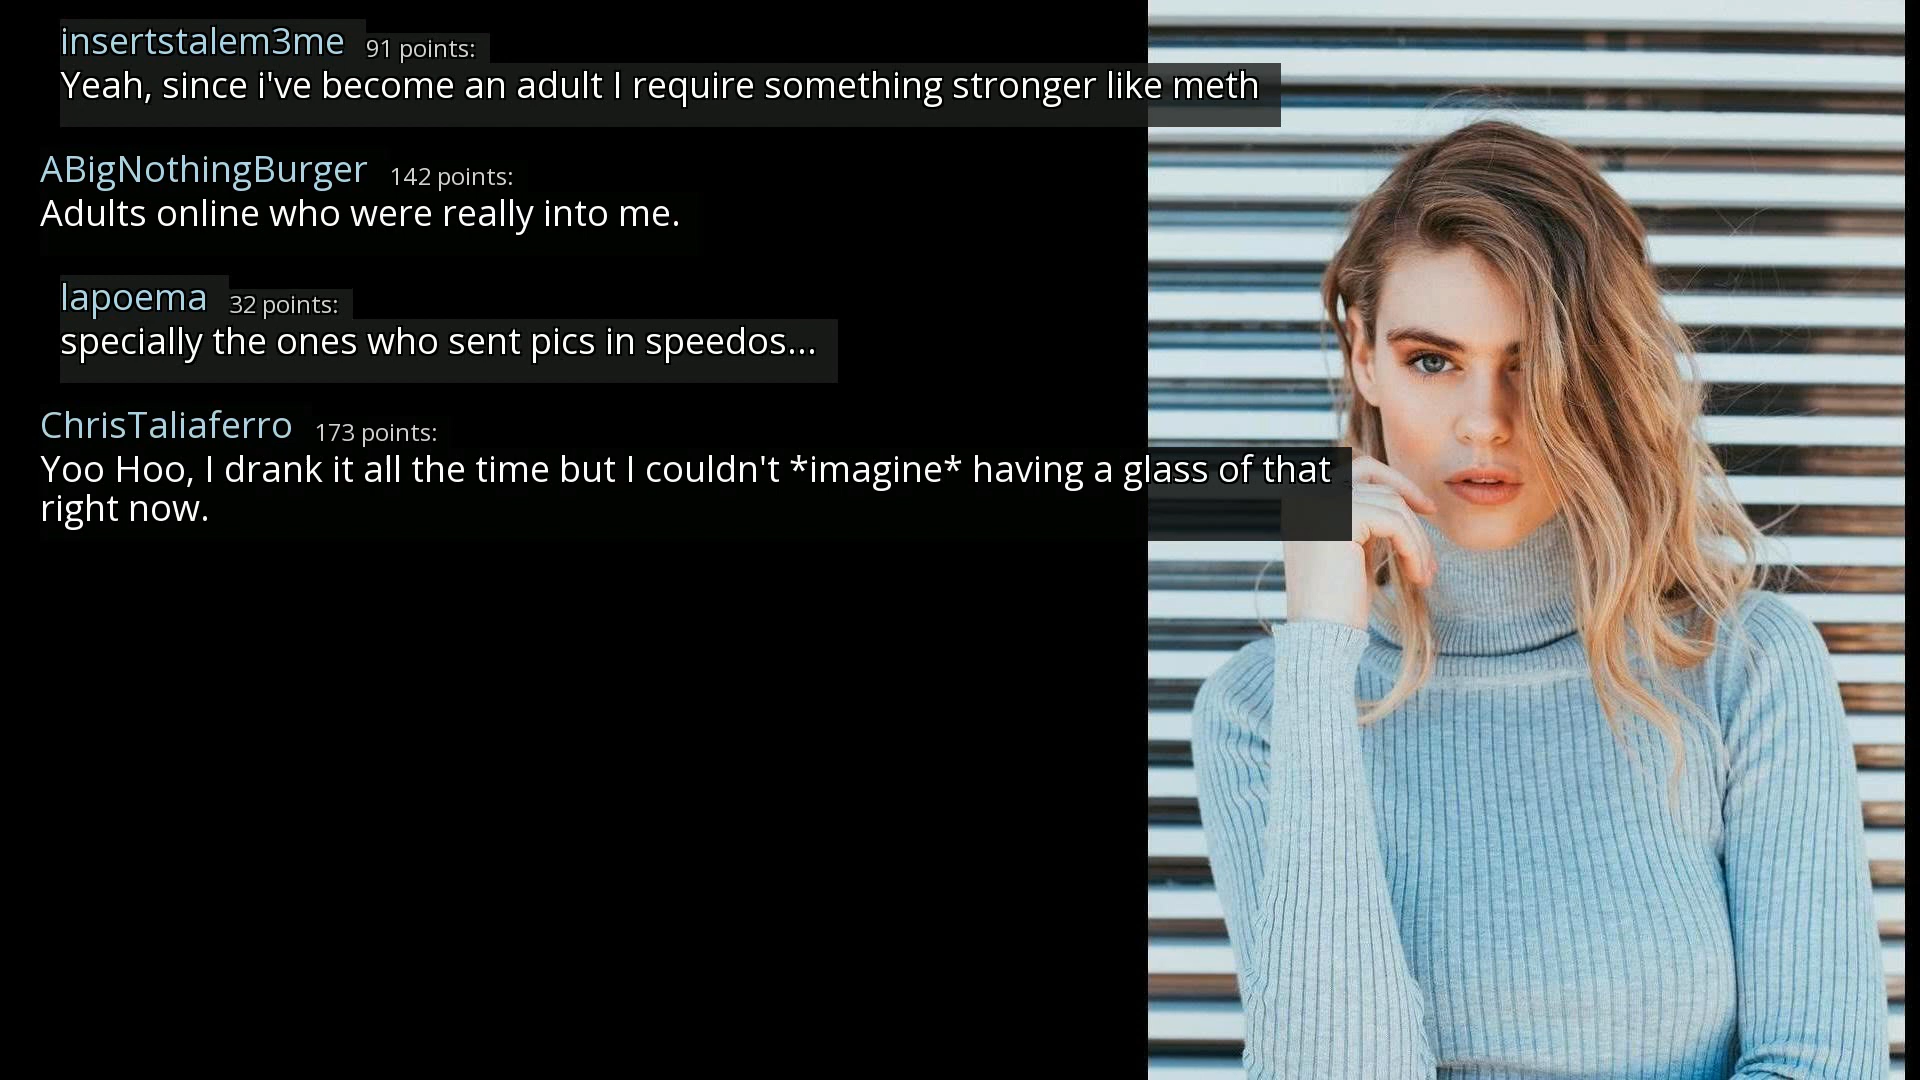 insertstalem3me 91 points:
Yeah, since i've become an adult I require something stronger like meth
ABigNothingBurger 142 points:
Adults online who were really into me.
lapoema 32 points:
specially the ones who sent pics in speedos...
ChrisTaliaferro 173 points:
Yoo Hoo, I drank it all the time but I couldn't *imagine* having a glass of that
right now.